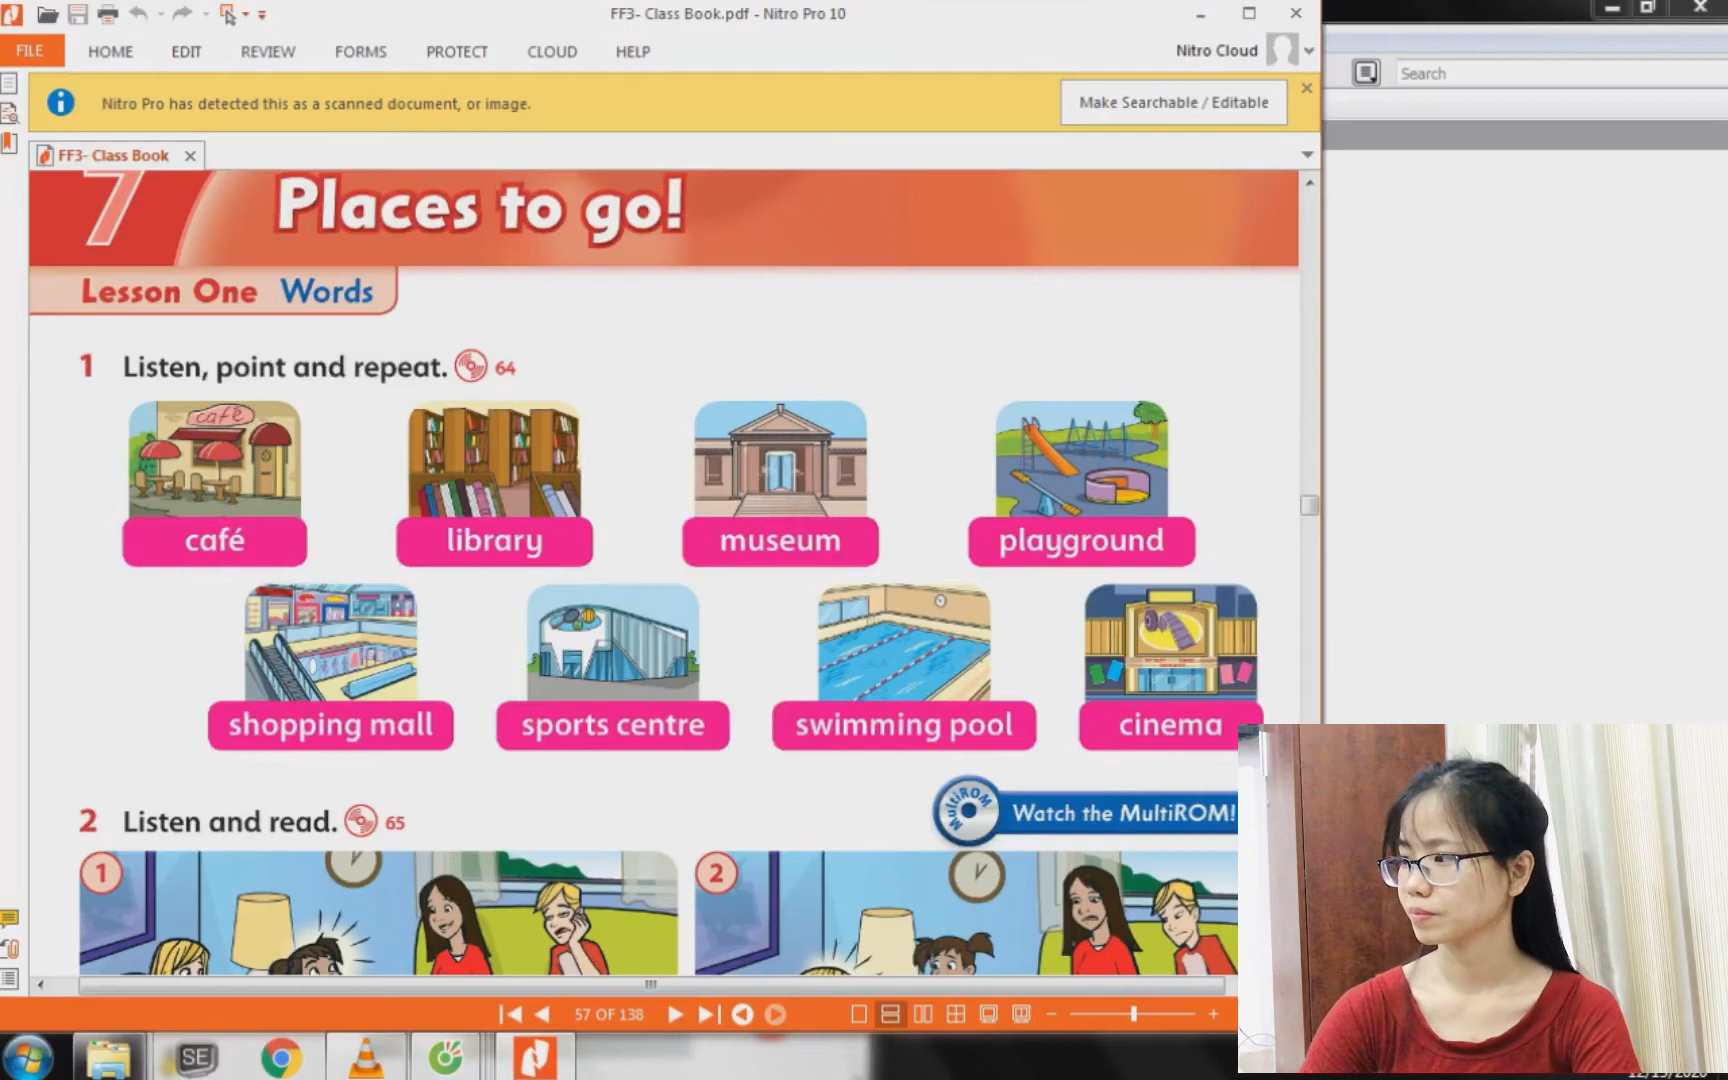 FF3- Class Book.pdf - Nitro Pro 10
FILE HOME EDIT REVIEW FORMS PROTECT CLOUD HELP
Nitro Cloud
Search
Nitro Pro has detected this as a scanned document, or image.
Make Searchable / Editable
FF3- Class Book
7 Places to go!
Lesson One Words
1 Listen, point and repeat. 64
café
café
library
museum
playground
shopping mall
sports centre
swimming pool
cinema
2 Listen and read. 65
MultiROM
Watch the MultiROM!
1
2
57 OF 138
SE